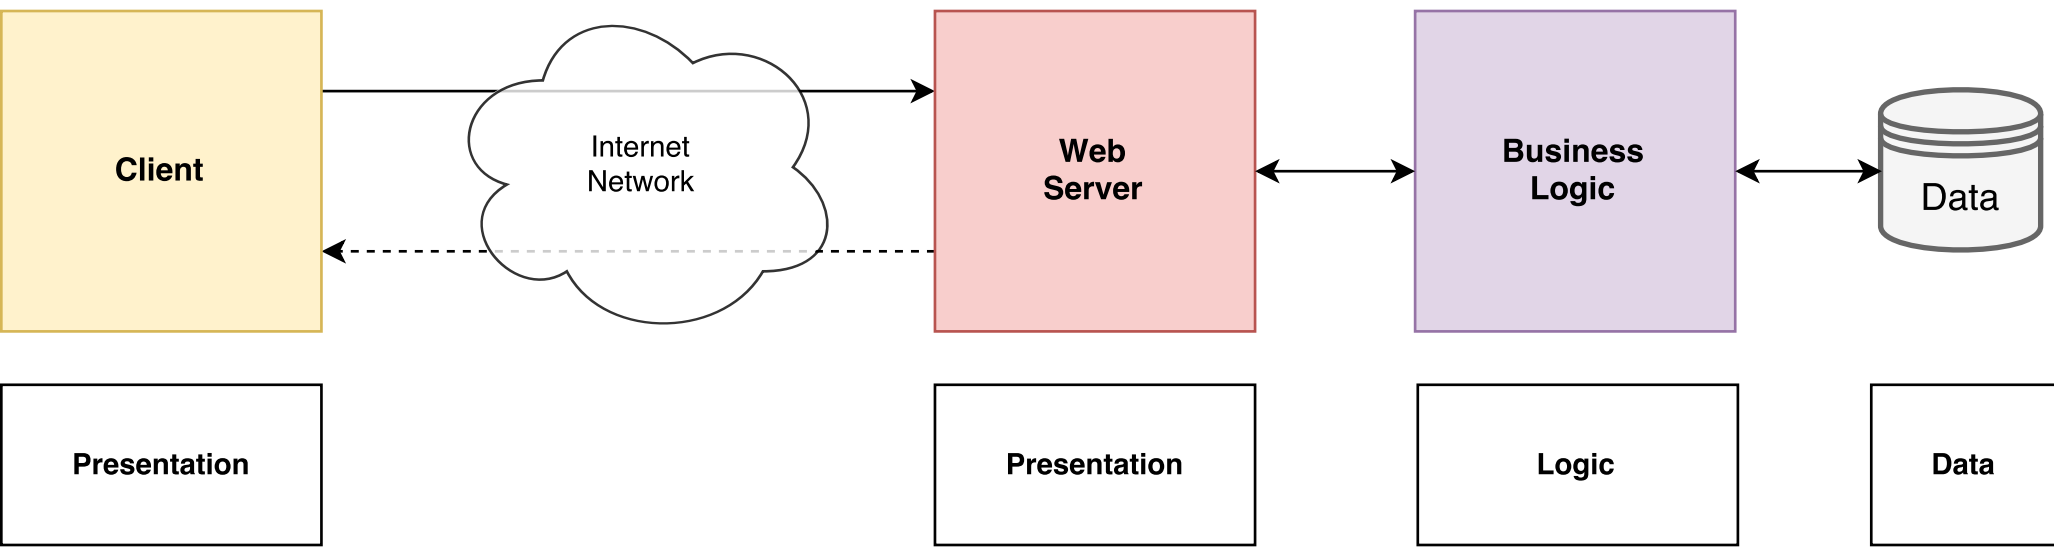 Client
Internet
Network
Web
Server
Business
Logic
Data
Presentation
Presentation
Logic
Data